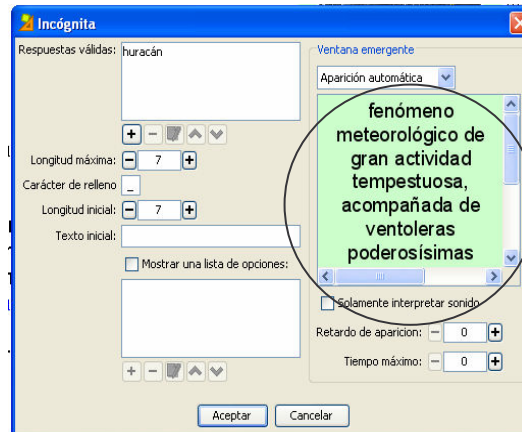 Incógnita
Respuestas válidas:
huracán
Longitud máxima:
7
Carácter de relleno
_
Longitud inicial:
7
Texto inicial:
Mostrar una lista de opciones:
Ventana emergente
Aparición automática
fenómeno
meteorológico de
gran actividad
tempestuosa,
acompañada de
ventoleras
poderosísimas
Solamente interpretar sonido
Retardo de aparicion:
0
Tiempo máximo:
0
Aceptar
Cancelar